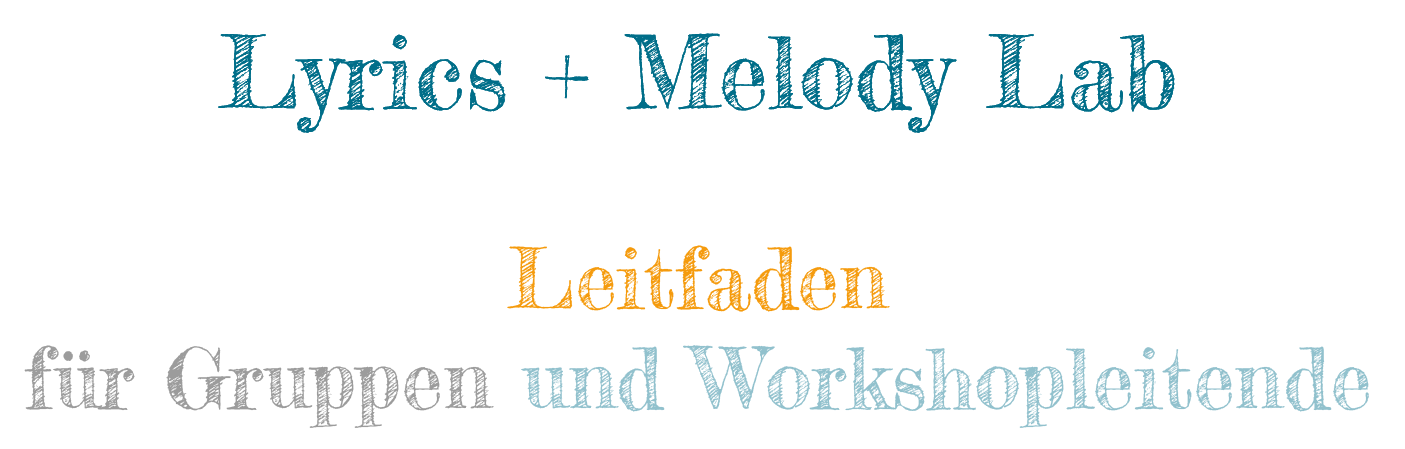 Lyrics + Melody Lab
Leitfaden
für Gruppen und Workshopleitende